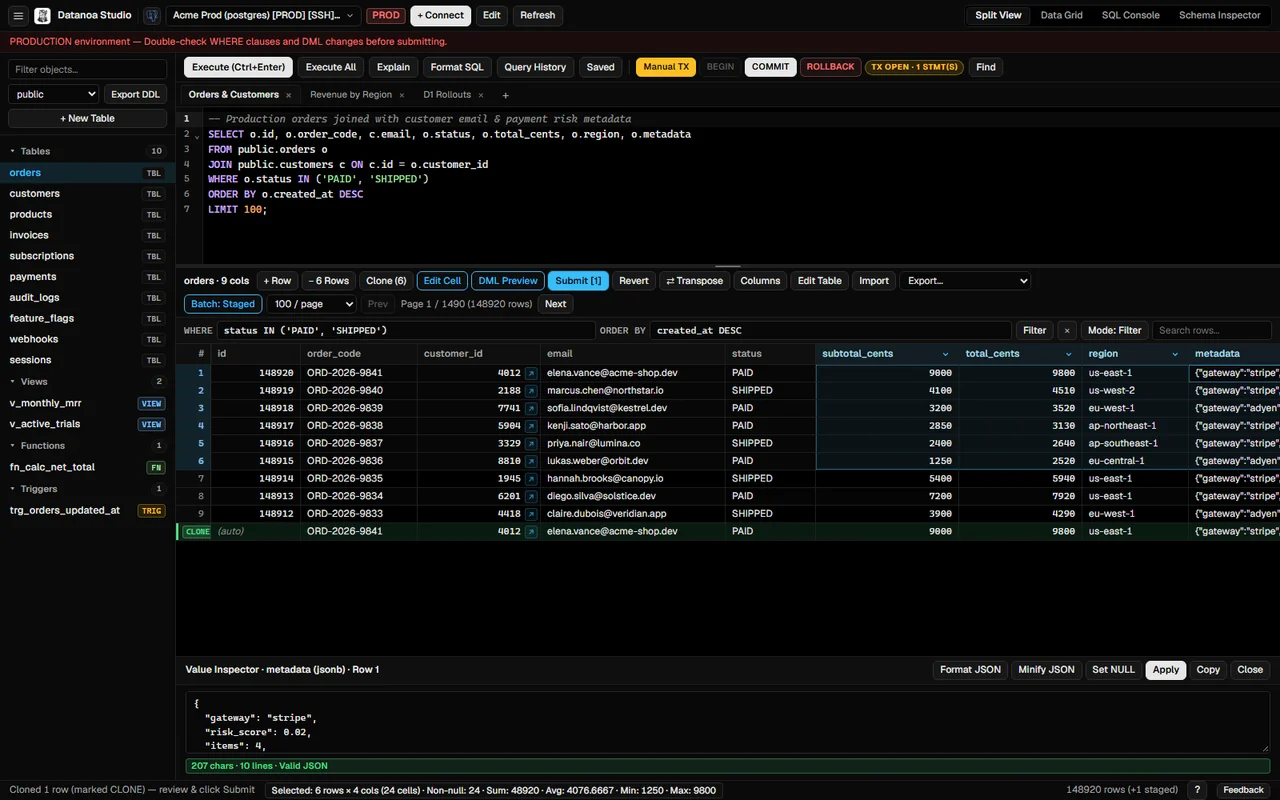 Datanoa Studio Acme Prod (postgres) [PROD] [SSH]... PROD + Connect Edit Refresh Split View Data Grid SQL Console Schema Inspector
PRODUCTION environment — Double-check WHERE clauses and DML changes before submitting.
Filter objects...
public Export DDL
+ New Table
Tables 10
orders TBL
customers TBL
products TBL
invoices TBL
subscriptions TBL
payments TBL
audit_logs TBL
feature_flags TBL
webhooks TBL
sessions TBL
Views 2
v_monthly_mrr VIEW
v_active_trials VIEW
Functions 1
fn_calc_net_total FN
Triggers 1
trg_orders_updated_at TRIG
Execute (Ctrl+Enter) Execute All Explain Format SQL Query History Saved Manual TX BEGIN COMMIT ROLLBACK TX OPEN · 1 STMT(S) Find
Orders & Customers × Revenue by Region × D1 Rollouts × +
1 -- Production orders joined with customer email & payment risk metadata
2 SELECT o.id, o.order_code, c.email, o.status, o.total_cents, o.region, o.metadata
3 FROM public.orders o
4 JOIN public.customers c ON c.id = o.customer_id
5 WHERE o.status IN ('PAID', 'SHIPPED')
6 ORDER BY o.created_at DESC
7 LIMIT 100;
orders · 9 cols + Row − 6 Rows Clone (6) Edit Cell DML Preview Submit [1] Revert ⇄ Transpose Columns Edit Table Import Export...
Batch: Staged 100 / page Prev Page 1 / 1490 (148920 rows) Next
WHERE status IN ('PAID', 'SHIPPED') ORDER BY created_at DESC Filter × Mode: Filter Search rows...
# id order_code customer_id email status subtotal_cents total_cents region metadata
1 148920 ORD-2026-9841 4012 elena.vance@acme-shop.dev PAID 9000 9800 us-east-1 {"gateway":"stripe",
2 148919 ORD-2026-9840 2188 marcus.chen@northstar.io SHIPPED 4100 4510 us-west-2 {"gateway":"stripe",
3 148918 ORD-2026-9839 7741 sofia.lindqvist@kestrel.dev PAID 3200 3520 eu-west-1 {"gateway":"adyen"
4 148917 ORD-2026-9838 5904 kenji.sato@harbor.app PAID 2850 3130 ap-northeast-1 {"gateway":"stripe",
5 148916 ORD-2026-9837 3329 priya.nair@lumina.co SHIPPED 2400 2640 ap-southeast-1 {"gateway":"stripe",
6 148915 ORD-2026-9836 8810 lukas.weber@orbit.dev PAID 1250 2520 eu-central-1 {"gateway":"adyen"
7 148914 ORD-2026-9835 1945 hannah.brooks@canopy.io SHIPPED 5400 5940 us-east-1 {"gateway":"stripe",
8 148913 ORD-2026-9834 6201 diego.silva@solstice.dev PAID 7200 7920 us-east-1 {"gateway":"stripe",
9 148912 ORD-2026-9833 4418 claire.dubois@veridian.app SHIPPED 3900 4290 eu-west-1 {"gateway":"adyen"
CLONE (auto) ORD-2026-9841 4012 elena.vance@acme-shop.dev PAID 9000 9800 us-east-1 {"gateway":"stripe",
Value Inspector · metadata (jsonb) · Row 1 Format JSON Minify JSON Set NULL Apply Copy Close
{
"gateway": "stripe",
"risk_score": 0.02,
"items": 4,
207 chars · 10 lines · Valid JSON
Cloned 1 row (marked CLONE) — review & click Submit Selected: 6 rows × 4 cols (24 cells) · Non-null: 24 · Sum: 48920 · Avg: 4076.6667 · Min: 1250 · Max: 9800 148920 rows (+1 staged) ? Feedback